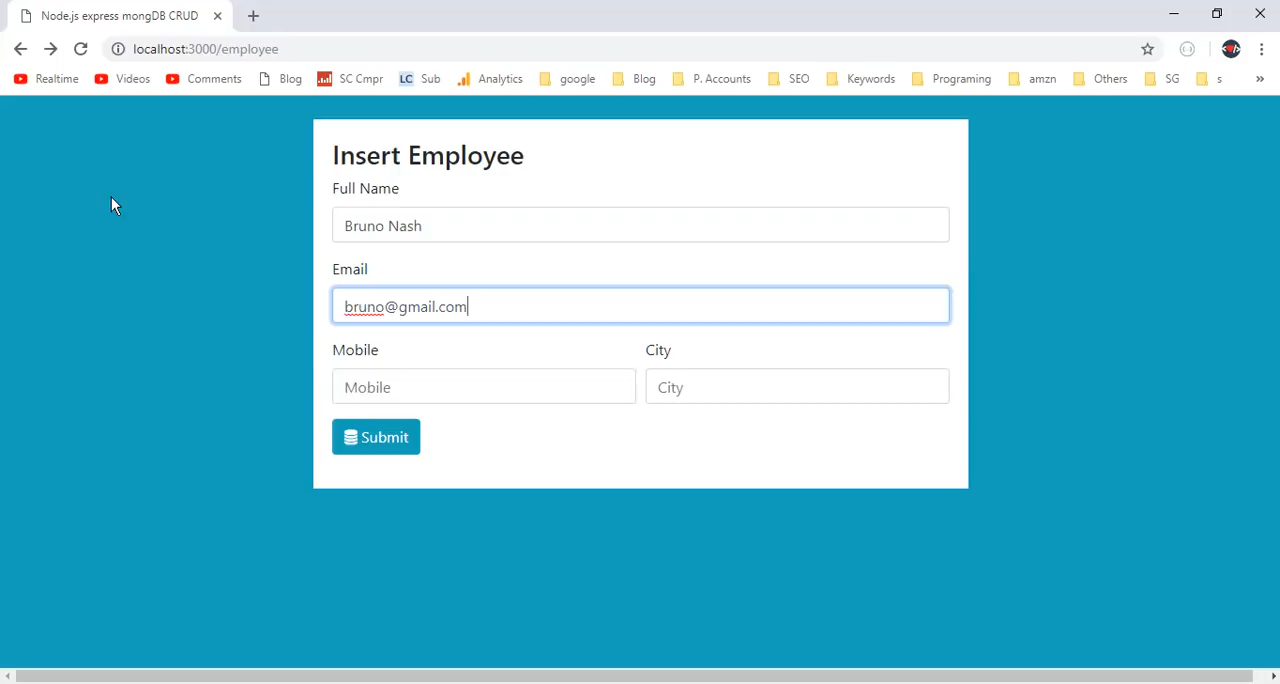 Node.js express mongDB CRUD
localhost:3000/employee
Realtime Videos Comments Blog SC Cmpr LC Sub Analytics google Blog P. Accounts SEO Keywords Programing amzn Others SG s »
Insert Employee
Full Name
Bruno Nash
Email
bruno@gmail.com
Mobile City
Mobile City
Submit